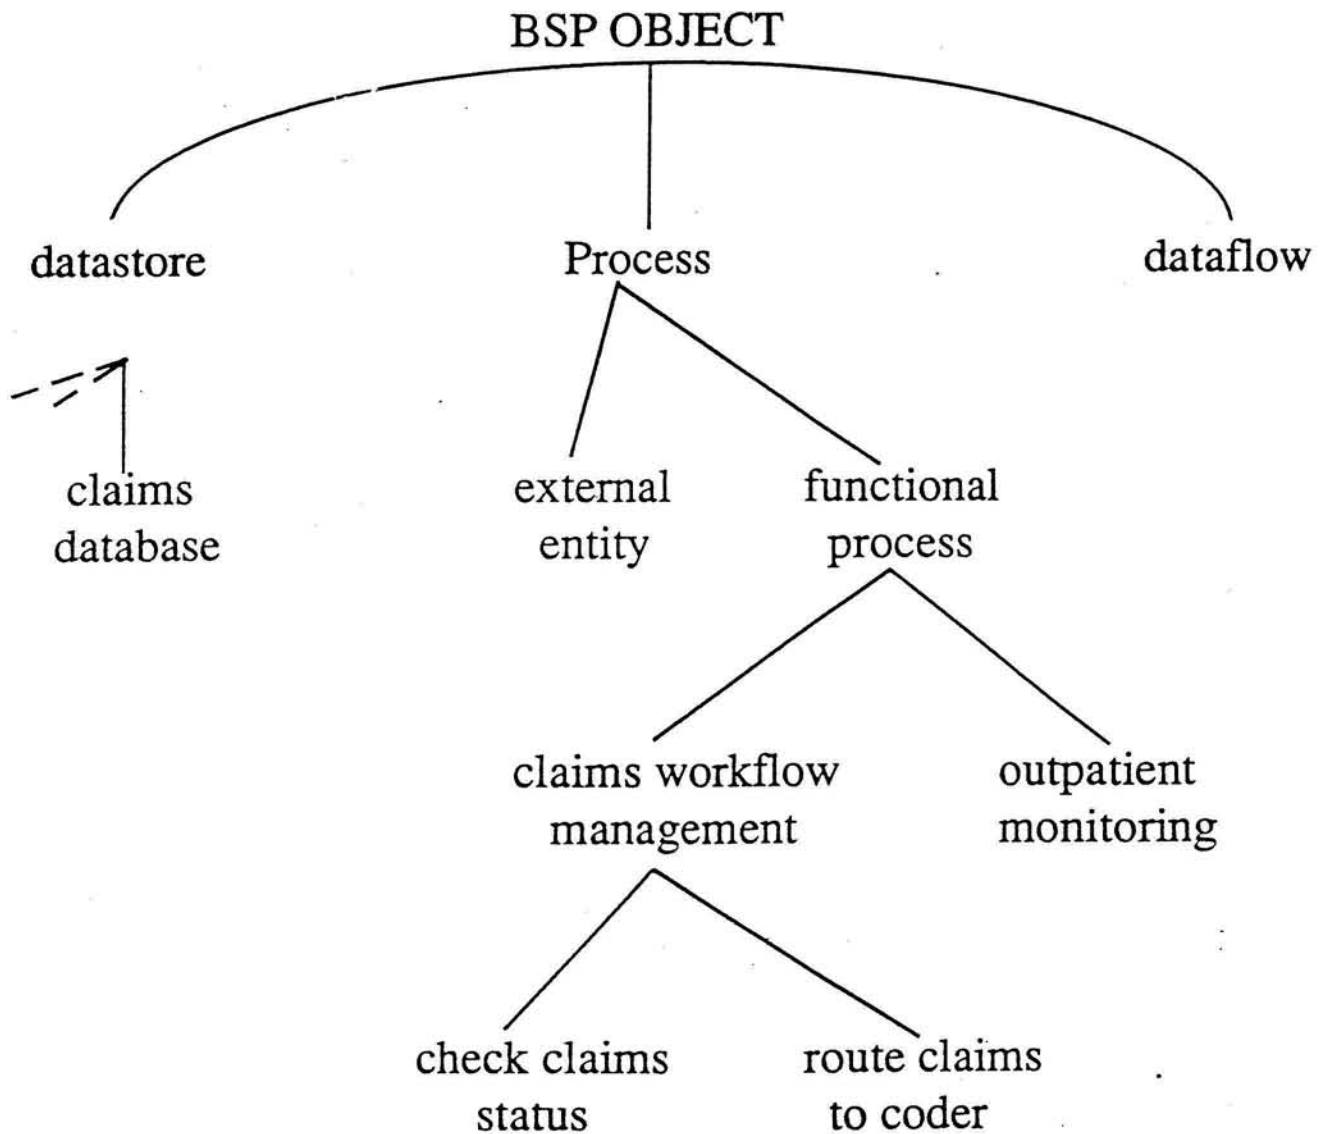 BSP OBJECT
datastore
Process
dataflow
claims
database
external
entity
functional
process
claims workflow
management
outpatient
monitoring
check claims
status
route claims
to coder